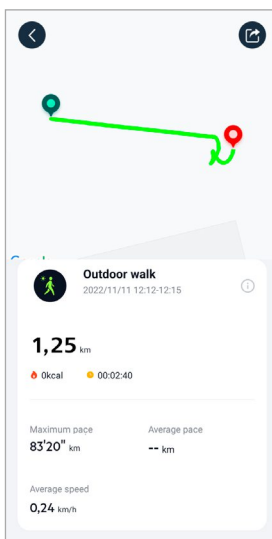 Outdoor walk
2022/11/11 12:12-12:15
1,25 km
0kcal 00:02:40
Maximum pace Average pace
83'20" km -- km
Average speed
0,24 km/h